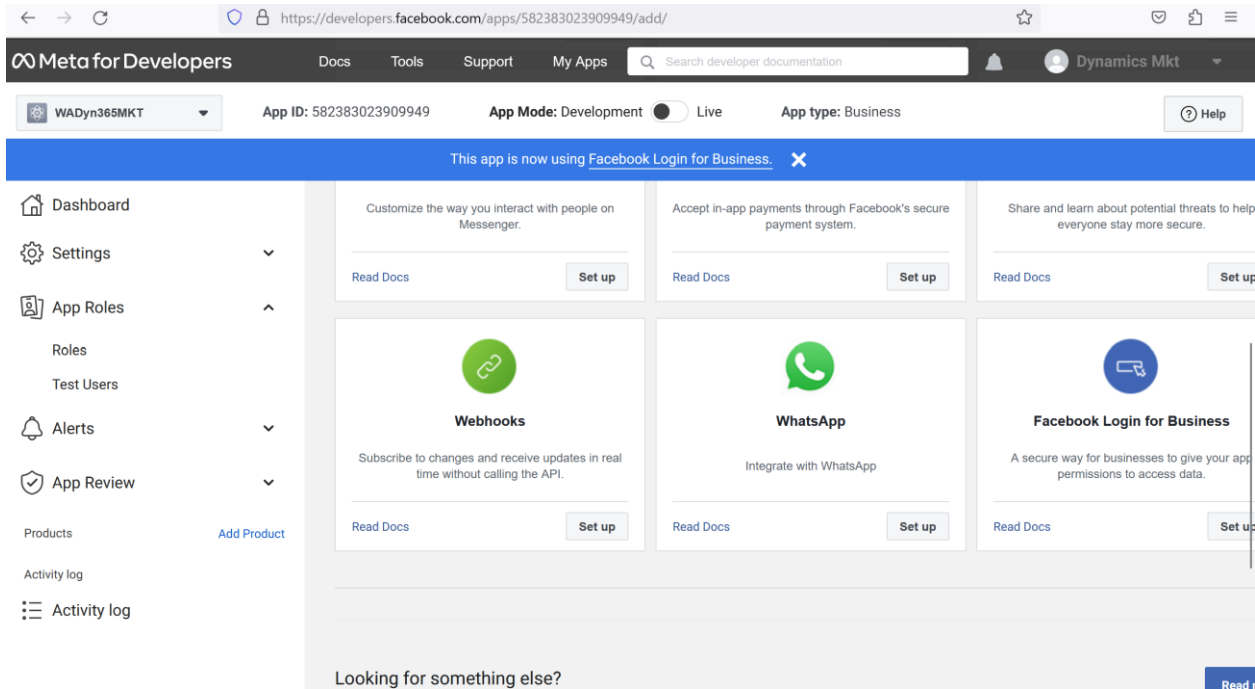 https://developers.facebook.com/apps/582383023909949/add/
Meta for Developers
Docs
Tools
Support
My Apps
Search developer documentation
Dynamics Mkt
WADyn365MKT
App ID: 582383023909949
App Mode: Development
Live
App type: Business
Help
This app is now using Facebook Login for Business.
Dashboard
Settings
App Roles
Roles
Test Users
Alerts
App Review
Products
Add Product
Activity log
Activity log
Customize the way you interact with people on
Messenger.
Read Docs
Set up
Accept in-app payments through Facebook's secure
payment system.
Read Docs
Set up
Share and learn about potential threats to help
everyone stay more secure.
Read Docs
Set up
Webhooks
Subscribe to changes and receive updates in real
time without calling the API.
Read Docs
Set up
WhatsApp
Integrate with WhatsApp
Read Docs
Set up
Facebook Login for Business
A secure way for businesses to give your app
permissions to access data.
Read Docs
Set up
Looking for something else?
Read